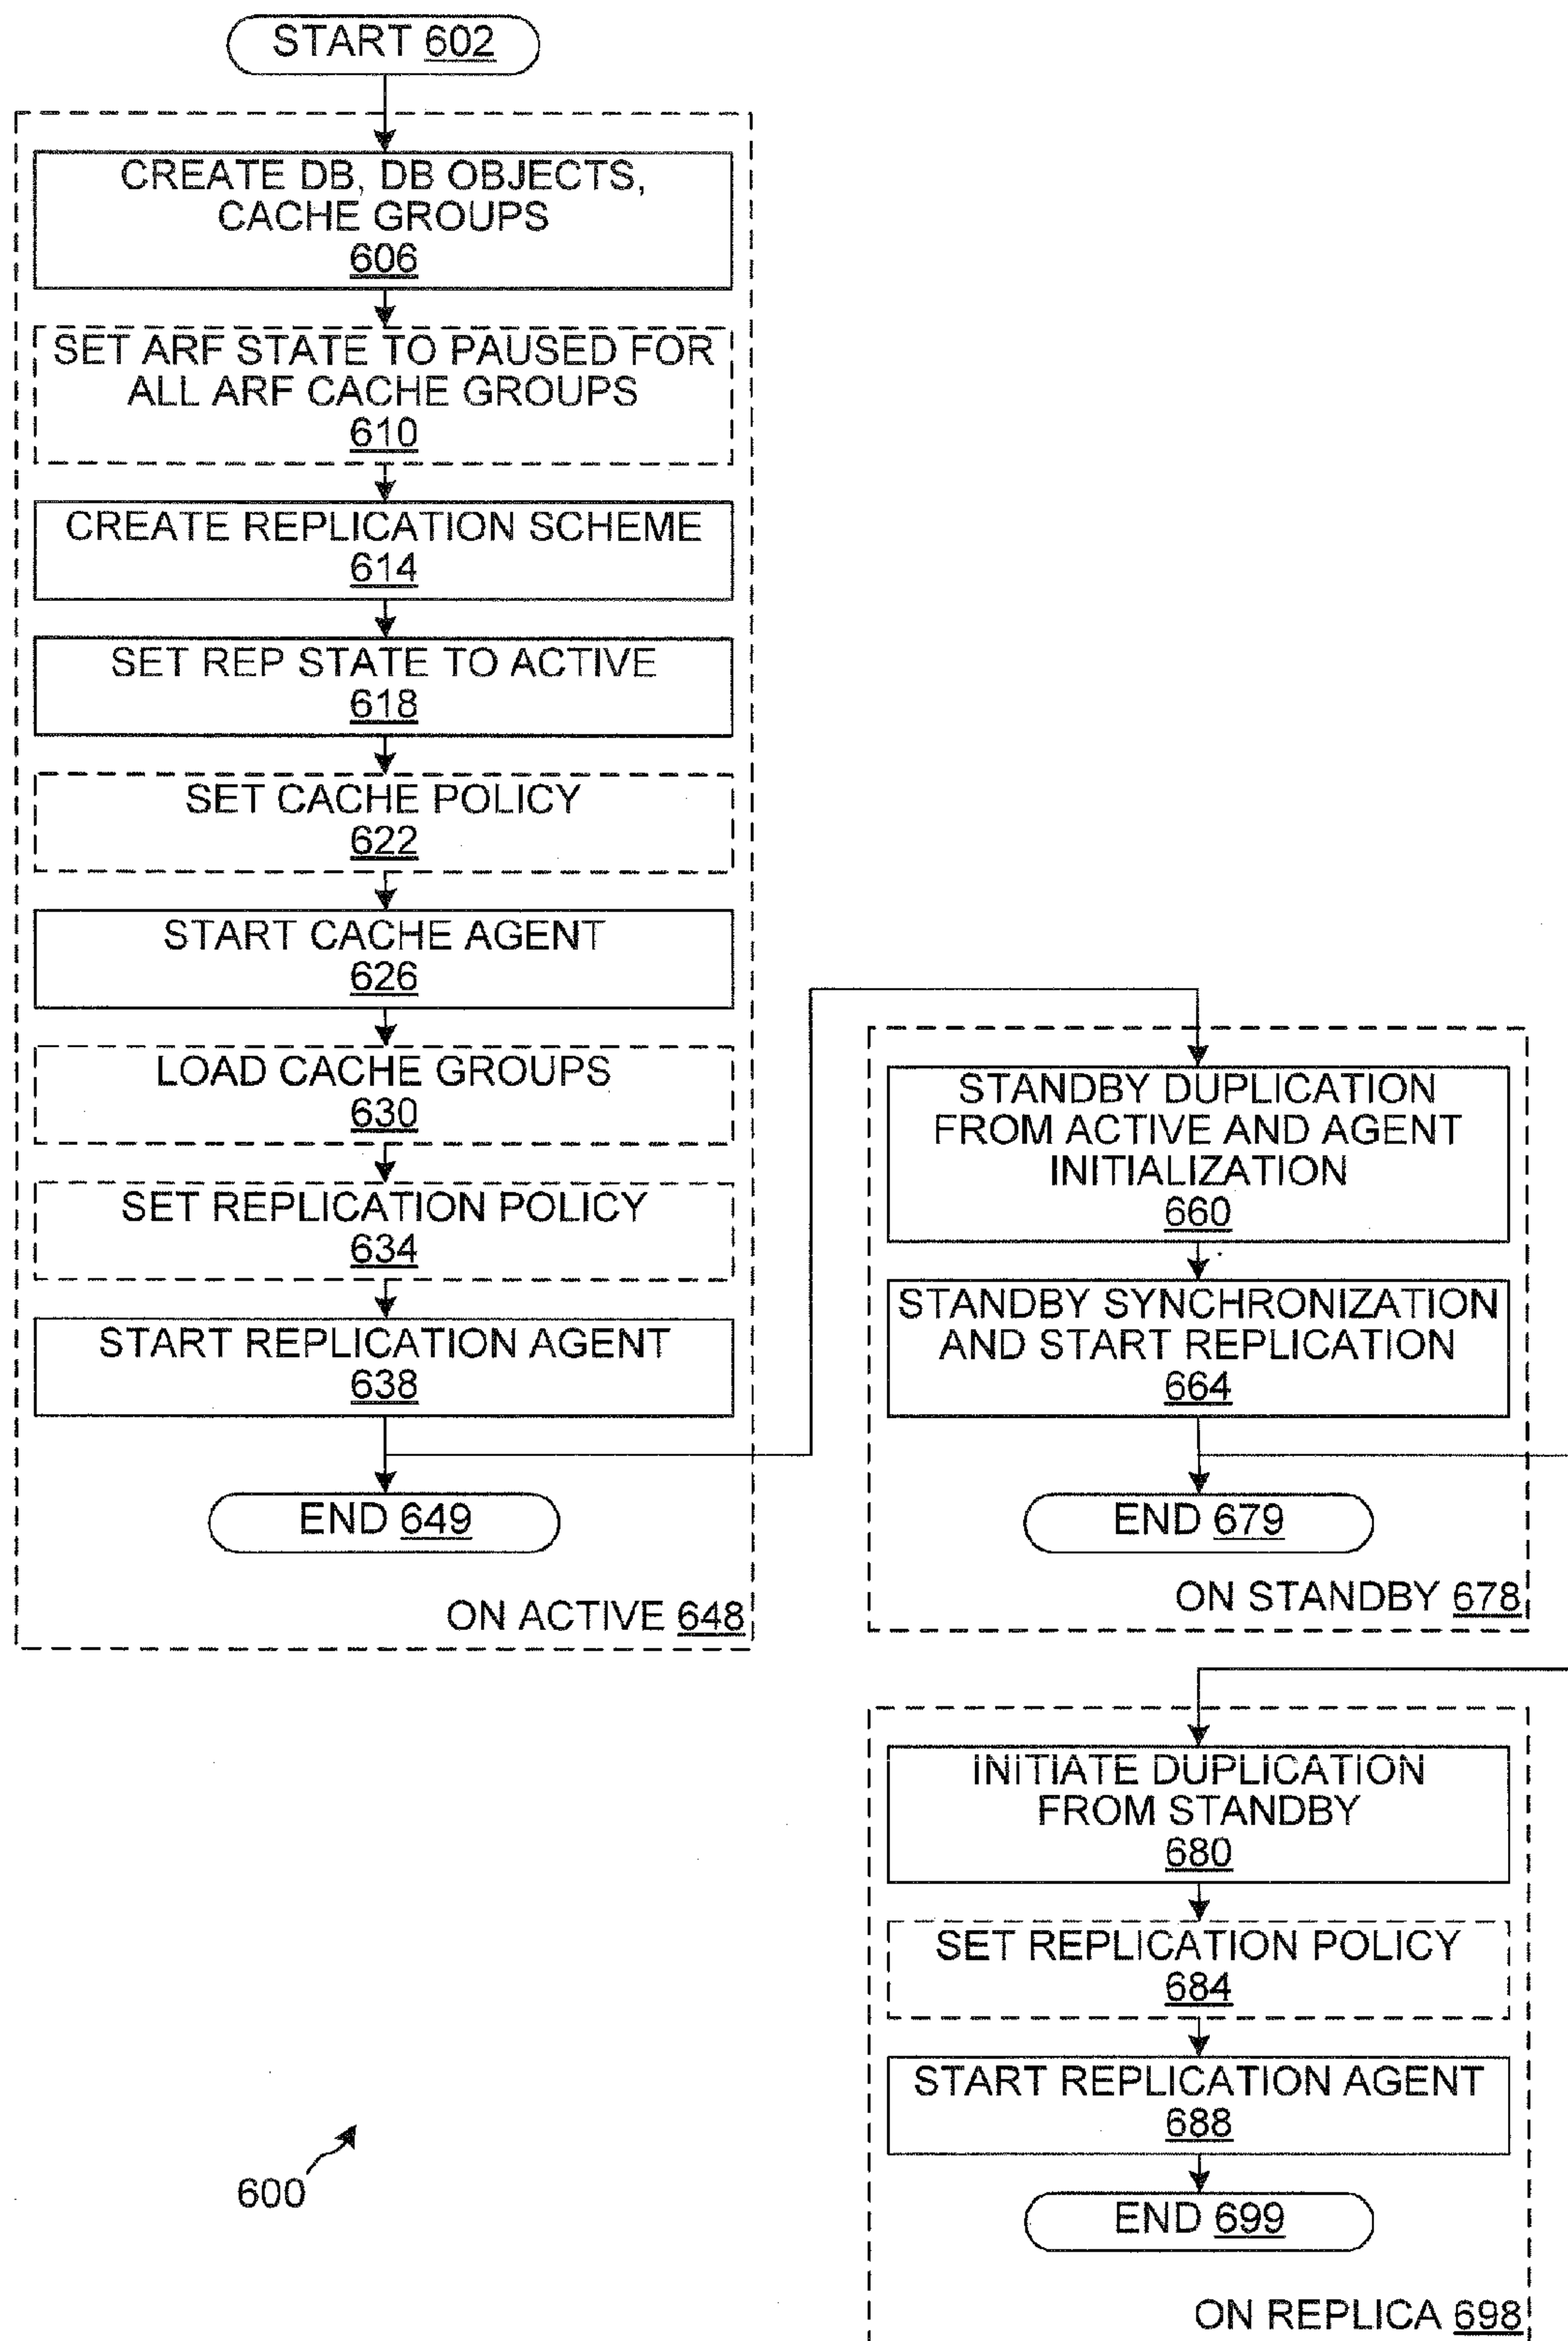 START 602
CREATE DB, DB OBJECTS,
CACHE GROUPS
606
SET ARF STATE TO PAUSED FOR
ALL ARF CACHE GROUPS
610
CREATE REPLICATION SCHEME
614
SET REP STATE TO ACTIVE
618
SET CACHE POLICY
622
START CACHE AGENT
626
LOAD CACHE GROUPS
630
SET REPLICATION POLICY
634
START REPLICATION AGENT
638
END 649
ON ACTIVE 648
STANDBY DUPLICATION
FROM ACTIVE AND AGENT
INITIALIZATION
660
STANDBY SYNCHRONIZATION
AND START REPLICATION
664
END 679
ON STANDBY 678
INITIATE DUPLICATION
FROM STANDBY
680
SET REPLICATION POLICY
684
START REPLICATION AGENT
688
END 699
ON REPLICA 698
600